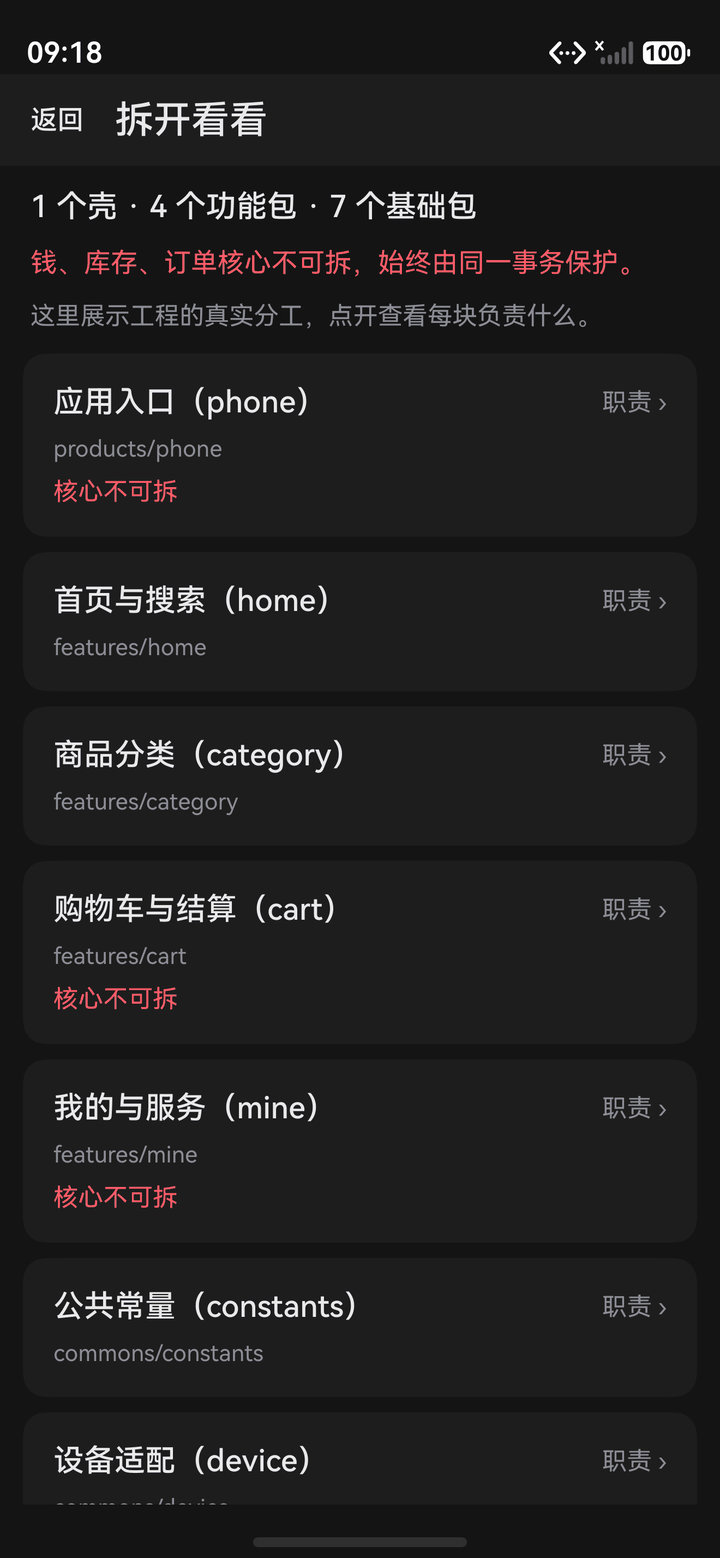 09:18
x
100
返回 拆开看看
1 个壳 · 4 个功能包 · 7 个基础包
钱、库存、订单核心不可拆，始终由同一事务保护。
这里展示工程的真实分工，点开查看每块负责什么。
应用入口（phone） 职责 ›
products/phone
核心不可拆
首页与搜索（home） 职责 ›
features/home
商品分类（category） 职责 ›
features/category
购物车与结算（cart） 职责 ›
features/cart
核心不可拆
我的与服务（mine） 职责 ›
features/mine
核心不可拆
公共常量（constants） 职责 ›
commons/constants
设备适配（device） 职责 ›